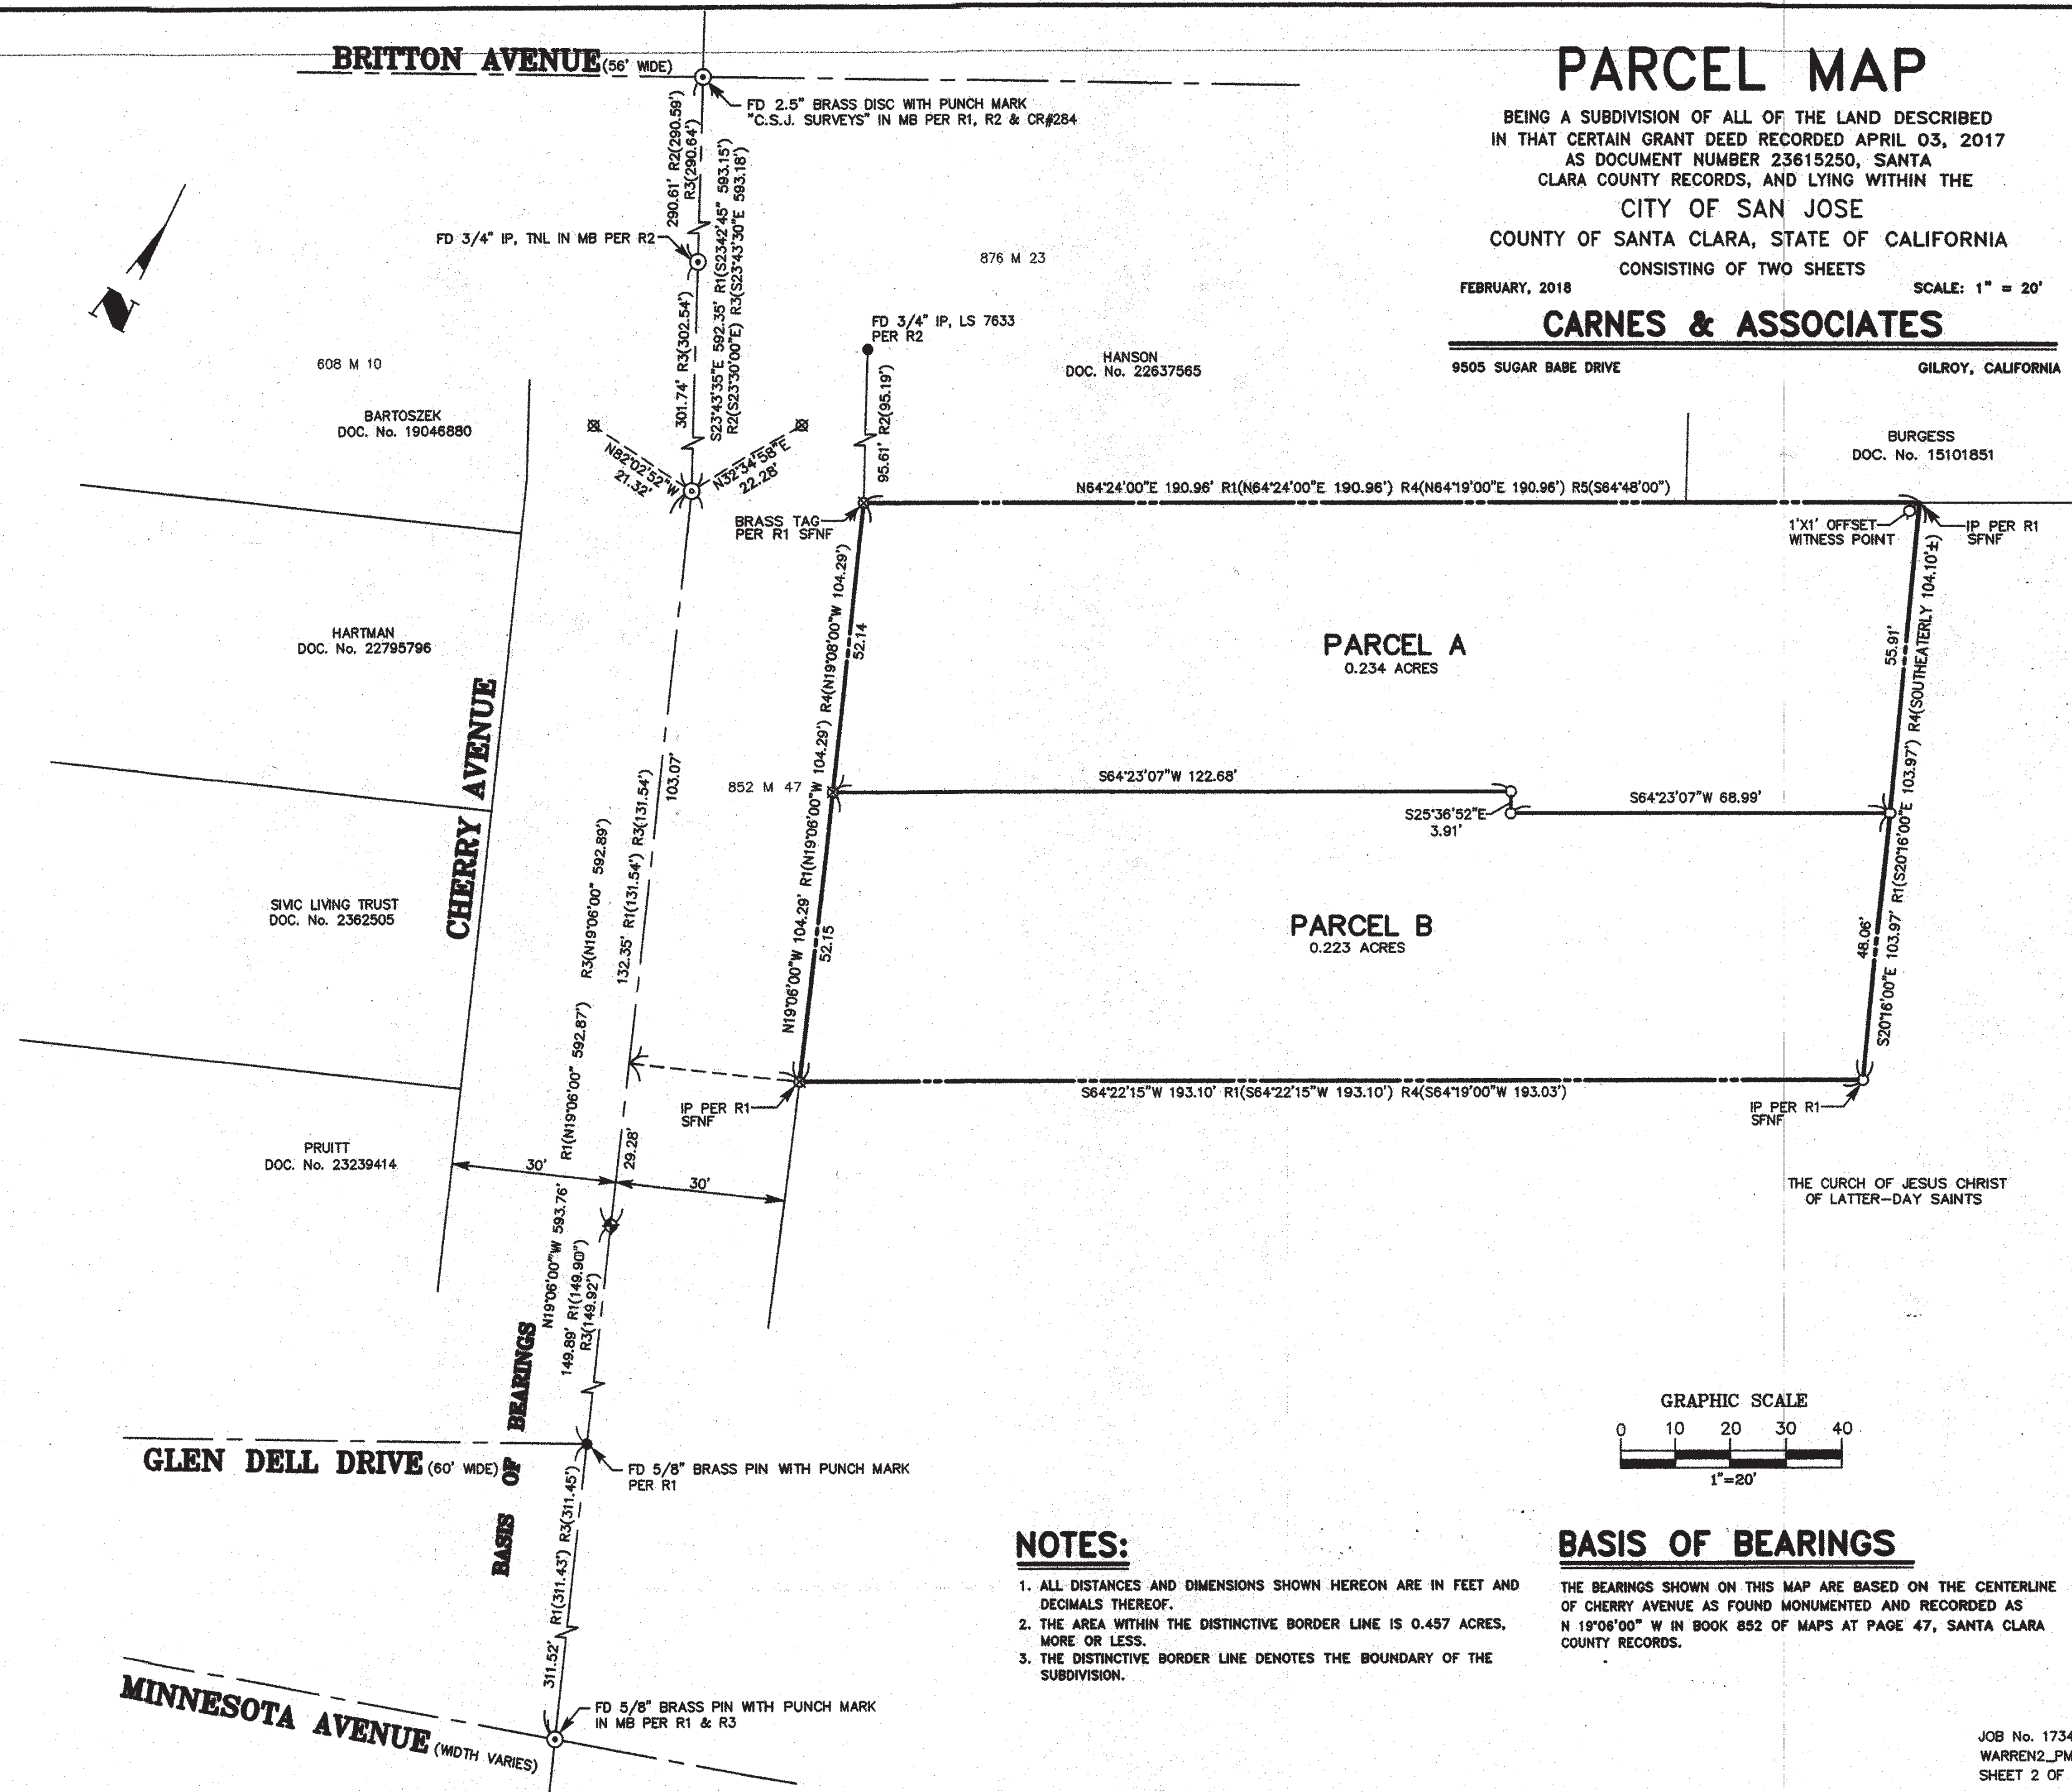 BRITTON AVENUE (56' WIDE)
FD 2.5" BRASS DISC WITH PUNCH MARK
"C.S.J. SURVEYS" IN MB PER R1, R2 & CR#284
290.61' R2(290.59')
R3(290.64')
FD 3/4" IP, TNL IN MB PER R2
S23°43'35"E 592.35' R1(S2342'45" 593.15')
R2(S23°30'00"E) R3(S23°43'30"E 593.18')
301.74' R3(302.54')
N
876 M 23
608 M 10
FD 3/4" IP, LS 7633
PER R2
95.61' R2(95.19')
HANSON
DOC. No. 22637565
PARCEL MAP
BEING A SUBDIVISION OF ALL OF THE LAND DESCRIBED
IN THAT CERTAIN GRANT DEED RECORDED APRIL 03, 2017
AS DOCUMENT NUMBER 23615250, SANTA
CLARA COUNTY RECORDS, AND LYING WITHIN THE
CITY OF SAN JOSE
COUNTY OF SANTA CLARA, STATE OF CALIFORNIA
CONSISTING OF TWO SHEETS
FEBRUARY, 2018 SCALE: 1" = 20'
CARNES & ASSOCIATES
9505 SUGAR BABE DRIVE GILROY, CALIFORNIA
BARTOSZEK
DOC. No. 19046880
N82°02'52"W
21.32'
N32°34'58"E
22.28'
BURGESS
DOC. No. 15101851
N64°24'00"E 190.96' R1(N64°24'00"E 190.96') R4(N64°19'00"E 190.96') R5(S64°48'00")
BRASS TAG
PER R1 SFNF
1'X1' OFFSET
WITNESS POINT
IP PER R1
SFNF
HARTMAN
DOC. No. 22795796
CHERRY AVENUE
103.07'
852 M 47
52.14
N19°06'00"W 104.29' R1(N19°06'00"W 104.29') R4(N19°08'00"W 104.29')
52.15
PARCEL A
0.234 ACRES
55.91'
S20°16'00"E 103.97' R1(S20°16'00"E 103.97') R4(SOUTHEATERLY 104.10'±)
48.06'
S64°23'07"W 122.68'
S25°36'52"E
3.91'
S64°23'07"W 68.99'
SIVIC LIVING TRUST
DOC. No. 2362505
132.35' R1(131.54') R3(131.54')
PARCEL B
0.223 ACRES
N19°06'00"W 593.76' R1(N19°06'00" 592.87') R3(N19°06'00" 592.89')
IP PER R1
SFNF
S64°22'15"W 193.10' R1(S64°22'15"W 193.10') R4(S64°19'00"W 193.03')
IP PER R1
SFNF
PRUITT
DOC. No. 23239414
29.28'
30'
30'
THE CURCH OF JESUS CHRIST
OF LATTER-DAY SAINTS
149.89' R1(149.90")
R3(149.92')
BASIS OF BEARINGS
GLEN DELL DRIVE (60' WIDE)
FD 5/8" BRASS PIN WITH PUNCH MARK
PER R1
311.52' R1(311.43') R3(311.45')
GRAPHIC SCALE
0 10 20 30 40
1"=20'
NOTES:
1. ALL DISTANCES AND DIMENSIONS SHOWN HEREON ARE IN FEET AND
DECIMALS THEREOF.
2. THE AREA WITHIN THE DISTINCTIVE BORDER LINE IS 0.457 ACRES,
MORE OR LESS.
3. THE DISTINCTIVE BORDER LINE DENOTES THE BOUNDARY OF THE
SUBDIVISION.
BASIS OF BEARINGS
THE BEARINGS SHOWN ON THIS MAP ARE BASED ON THE CENTERLINE
OF CHERRY AVENUE AS FOUND MONUMENTED AND RECORDED AS
N 19°06'00" W IN BOOK 852 OF MAPS AT PAGE 47, SANTA CLARA
COUNTY RECORDS.
MINNESOTA AVENUE (WIDTH VARIES)
FD 5/8" BRASS PIN WITH PUNCH MARK
IN MB PER R1 & R3
JOB No. 1734
WARREN2_PM
SHEET 2 OF